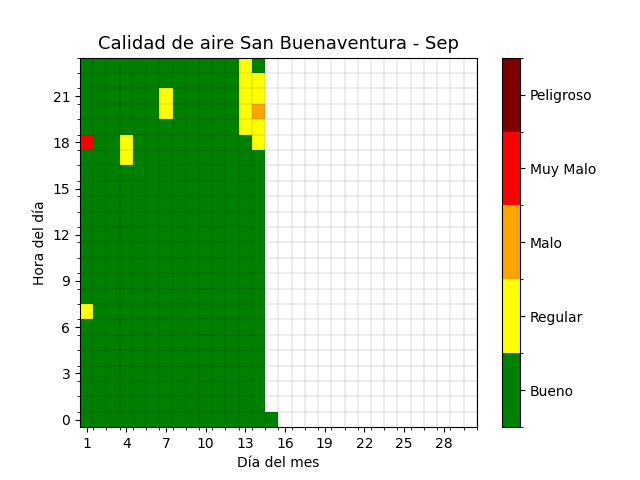 Calidad de aire San Buenaventura - Sep
Hora del día
21
18
15
12
9
6
3
0
1 4 7 10 13 16 19 22 25 28
Día del mes
Peligroso
Muy Malo
Malo
Regular
Bueno